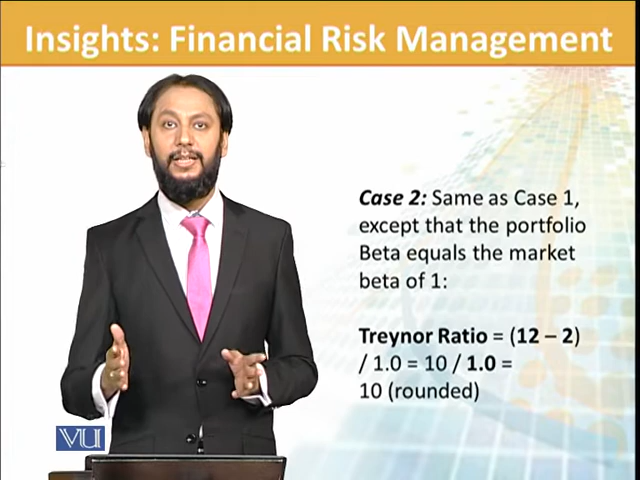 Insights: Financial Risk Management
Case 2: Same as Case 1,
except that the portfolio
Beta equals the market
beta of 1:
Treynor Ratio = (12 – 2)
/ 1.0 = 10 / 1.0 =
10 (rounded)
VU